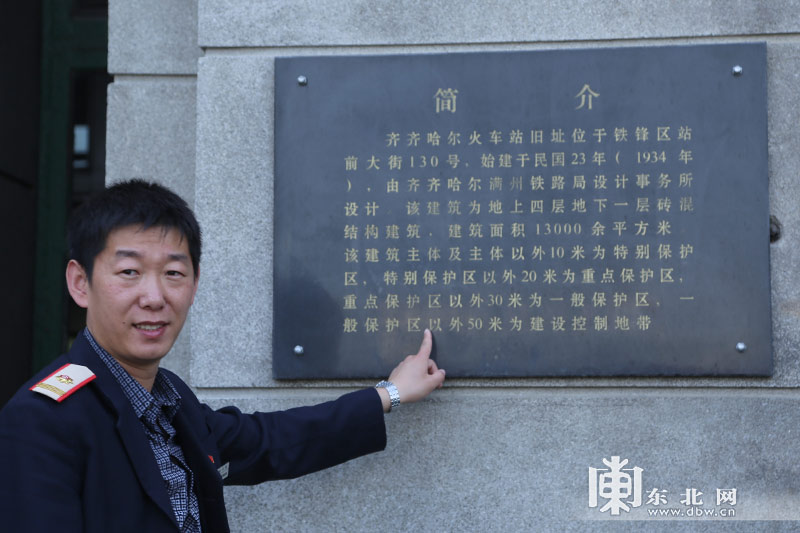 简 介
齐齐哈尔火车站旧址位于铁锋区站
前大街130号。始建于民国23年( 1934 年
),由齐齐哈尔满州铁路局设计事务所
设计 该建筑为地上四层地下一层砖混
结构建筑,建筑面积13000余平方米
该建筑主体及主体以外10米为特别保护
区,特别保护区以外20米为重点保护区,
重点保护区以外30米为一般保护区,一
般保护区以外50米为建设控制地带
东北网
www.dbw.cn